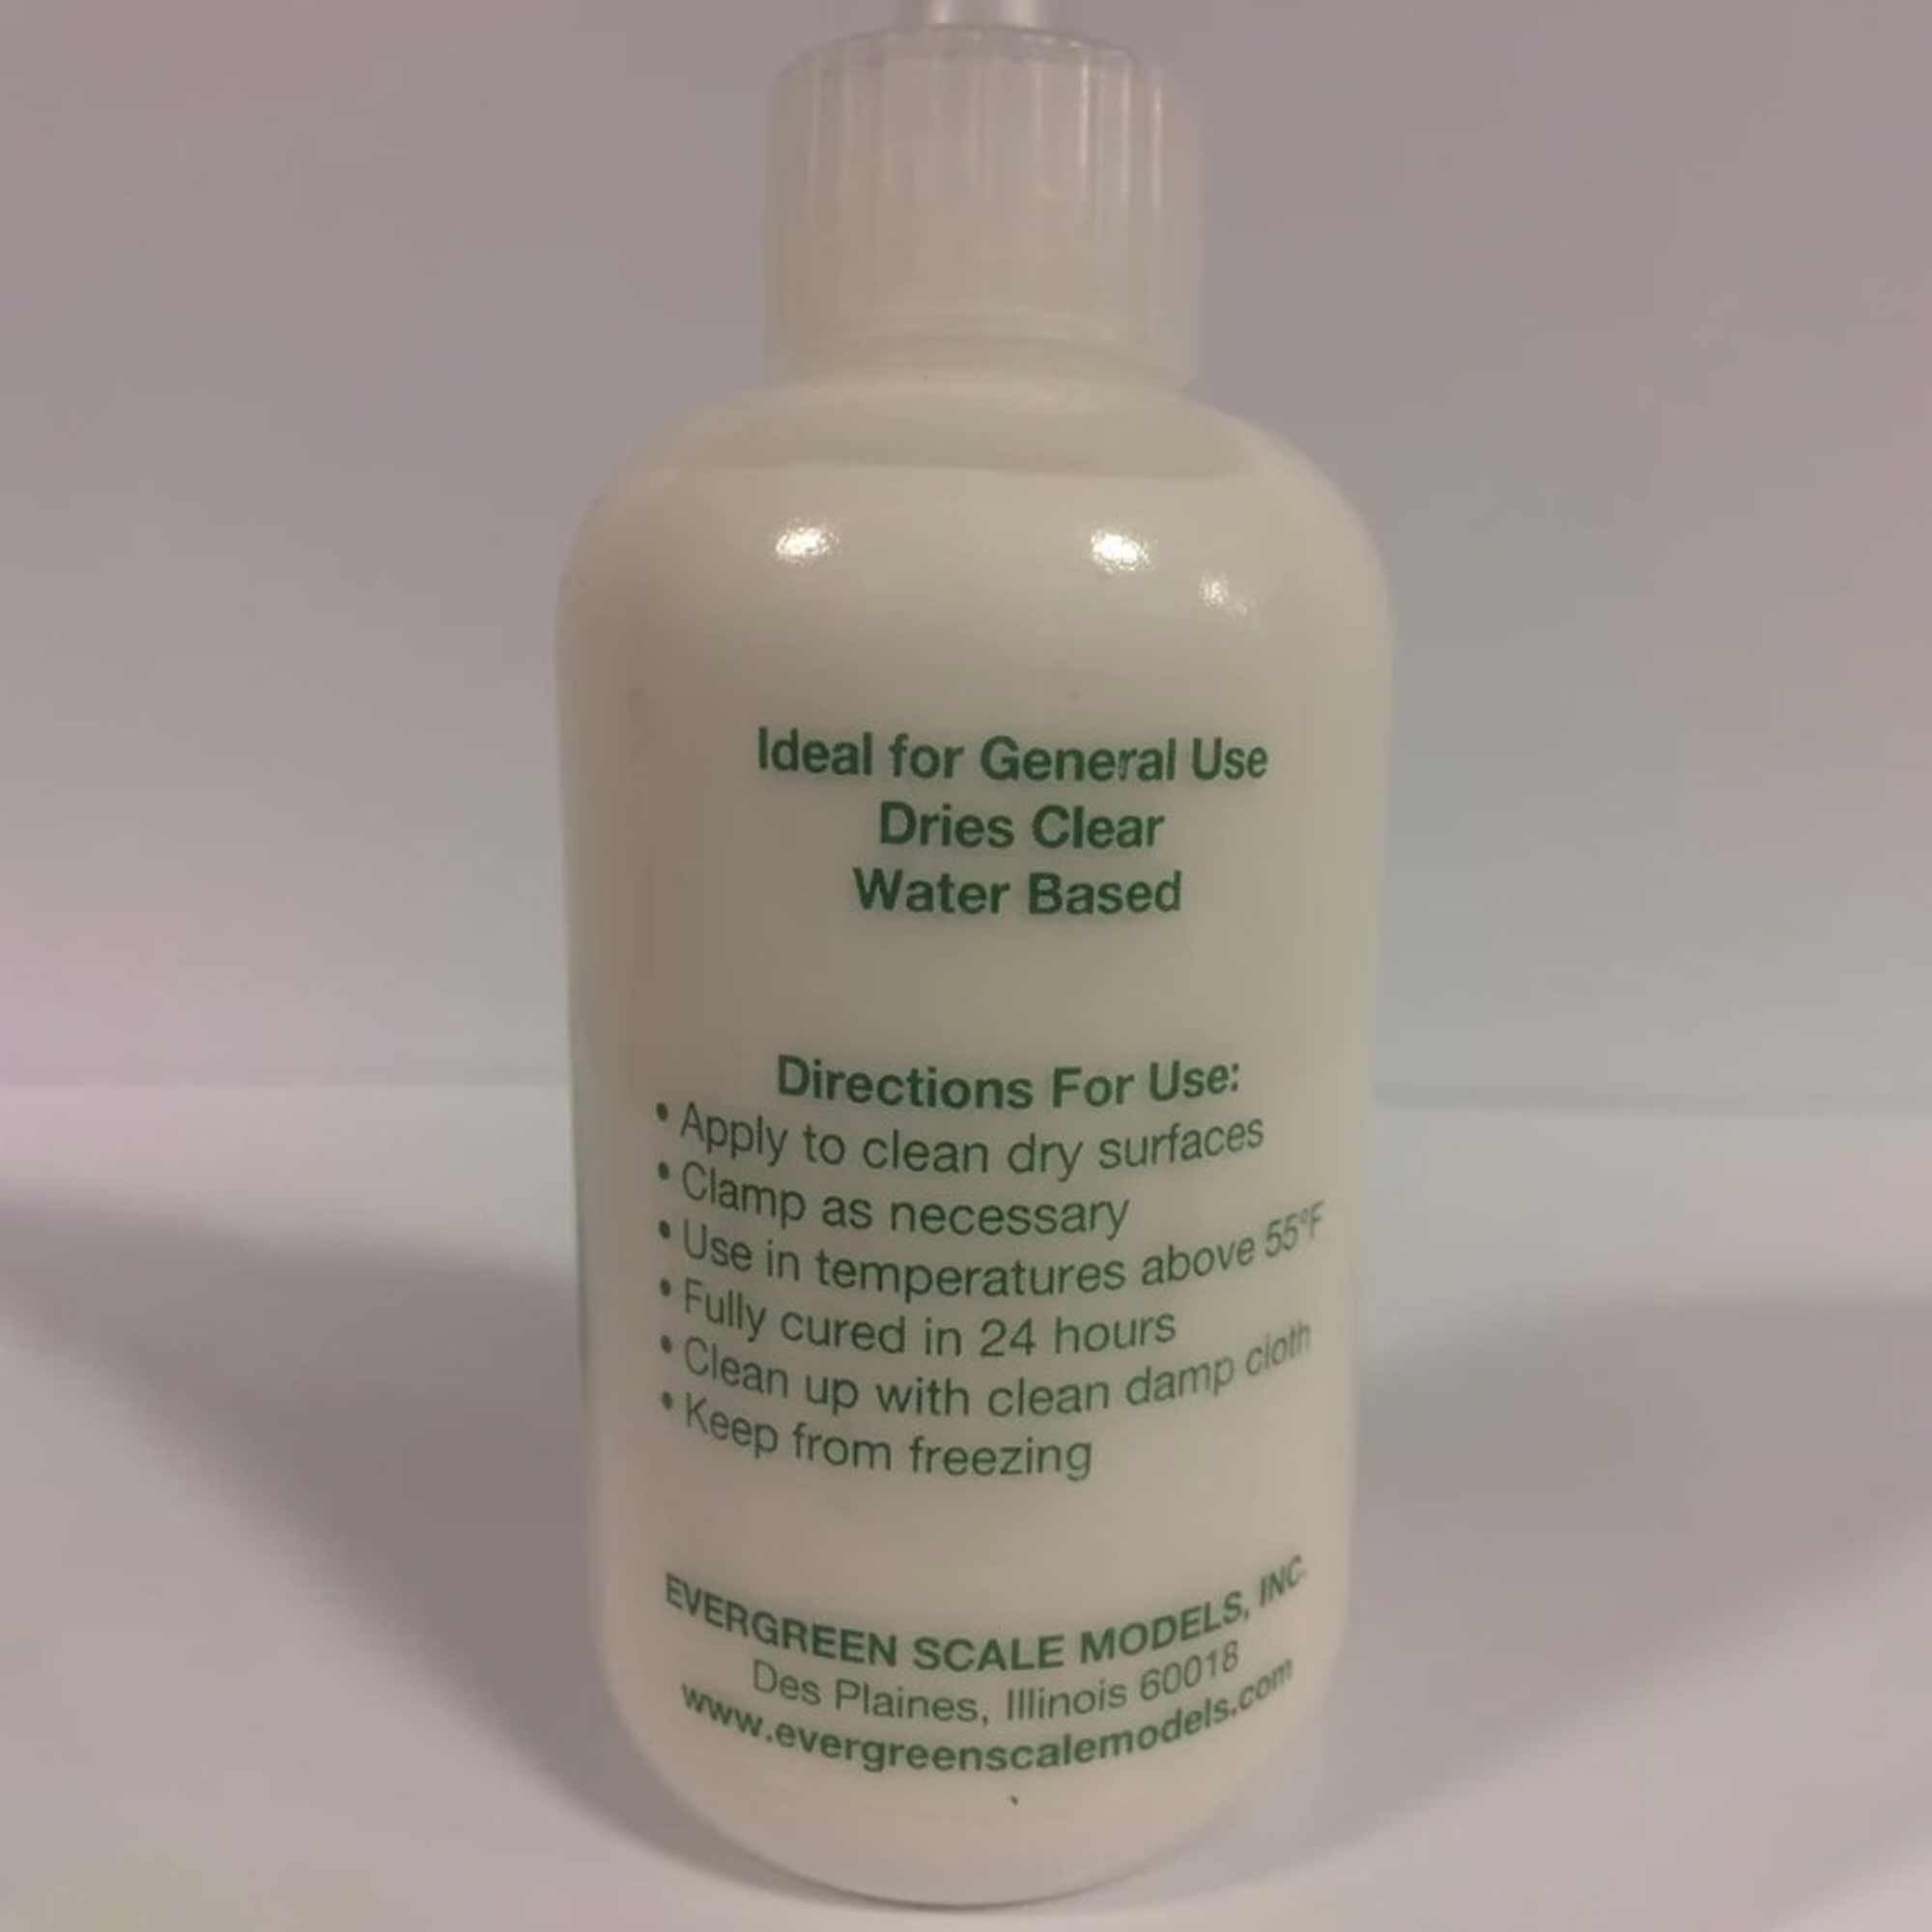 Ideal for General Use
Dries Clear
Water Based
Directions For Use:
• Apply to clean dry surfaces
• Clamp as necessary
• Use in temperatures above 55°F
• Fully cured in 24 hours
• Clean up with clean damp cloth
• Keep from freezing
EVERGREEN SCALE MODELS, INC.
Des Plaines, Illinois 60018
www.evergreenscalemodels.com